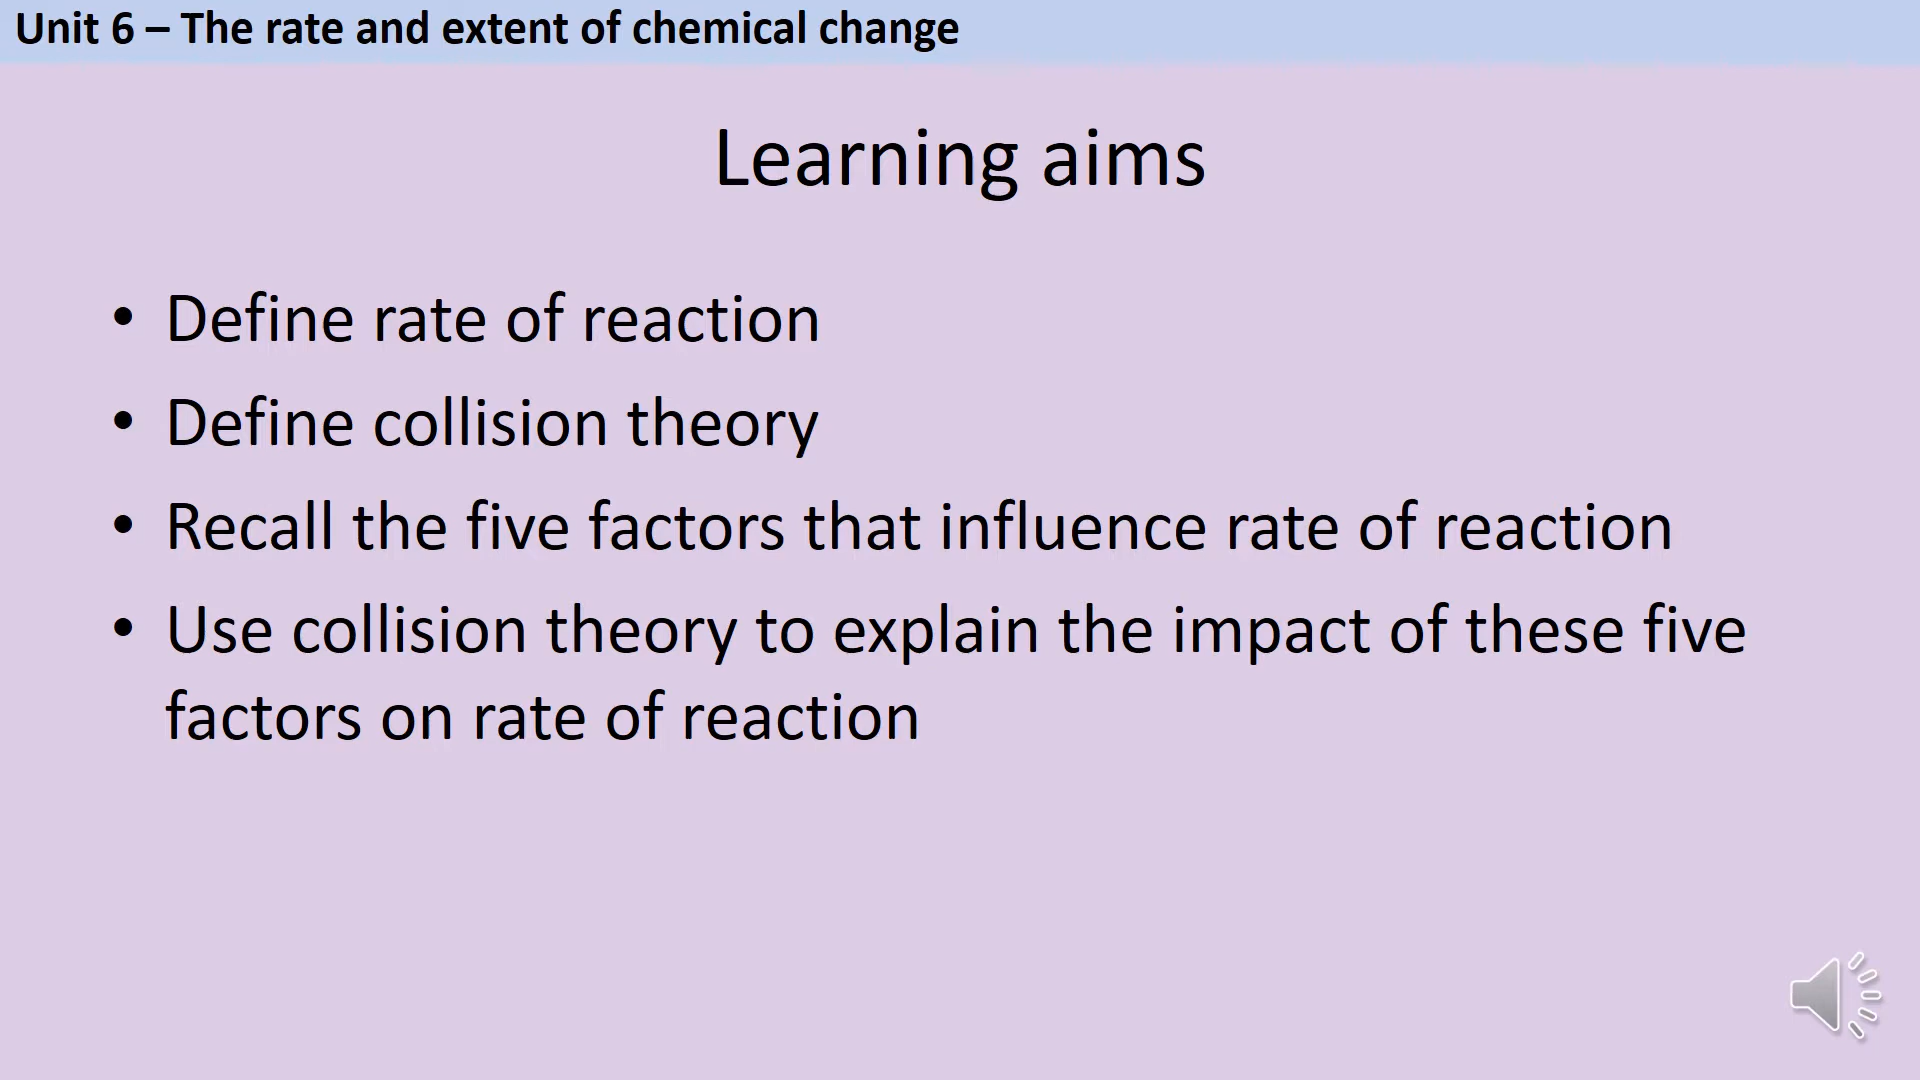 Unit 6 – The rate and extent of chemical change
Learning aims
• Define rate of reaction
• Define collision theory
• Recall the five factors that influence rate of reaction
• Use collision theory to explain the impact of these five
factors on rate of reaction